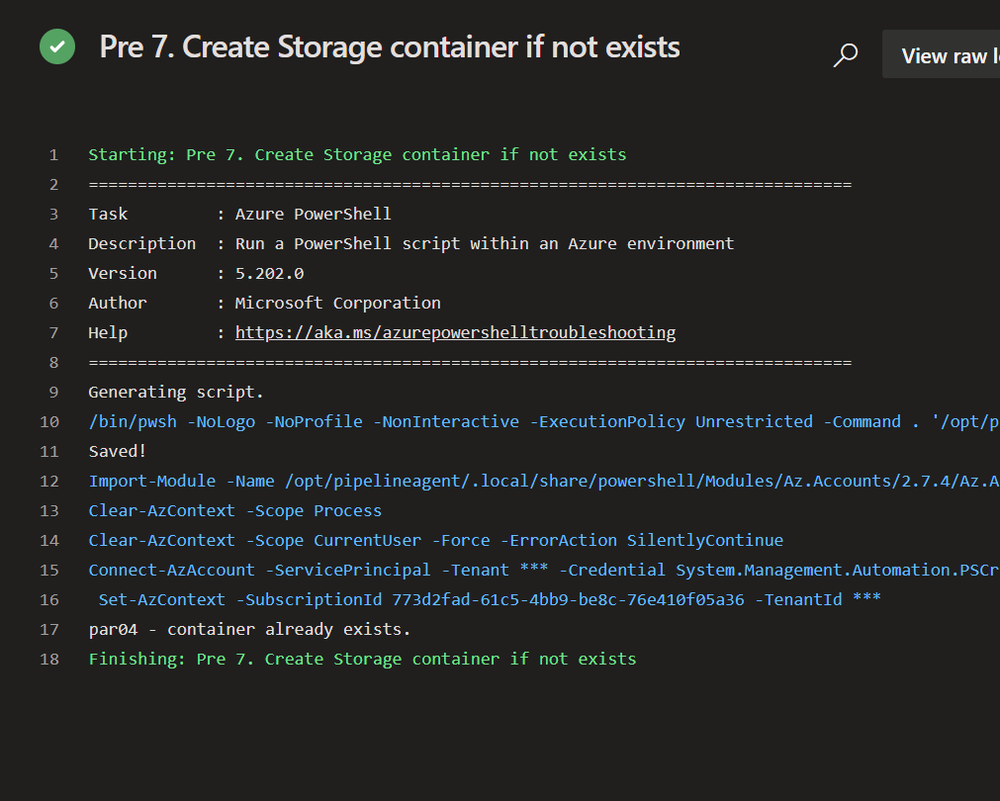 Pre 7. Create Storage container if not exists
View raw l
1 Starting: Pre 7. Create Storage container if not exists
2 ==============================================================================
3 Task         : Azure PowerShell
4 Description  : Run a PowerShell script within an Azure environment
5 Version      : 5.202.0
6 Author       : Microsoft Corporation
7 Help         : https://aka.ms/azurepowershelltroubleshooting
8 ==============================================================================
9 Generating script.
10 /bin/pwsh -NoLogo -NoProfile -NonInteractive -ExecutionPolicy Unrestricted -Command . '/opt/p
11 Saved!
12 Import-Module -Name /opt/pipelineagent/.local/share/powershell/Modules/Az.Accounts/2.7.4/Az.A
13 Clear-AzContext -Scope Process
14 Clear-AzContext -Scope CurrentUser -Force -ErrorAction SilentlyContinue
15 Connect-AzAccount -ServicePrincipal -Tenant *** -Credential System.Management.Automation.PSCr
16  Set-AzContext -SubscriptionId 773d2fad-61c5-4bb9-be8c-76e410f05a36 -TenantId ***
17 par04 - container already exists.
18 Finishing: Pre 7. Create Storage container if not exists